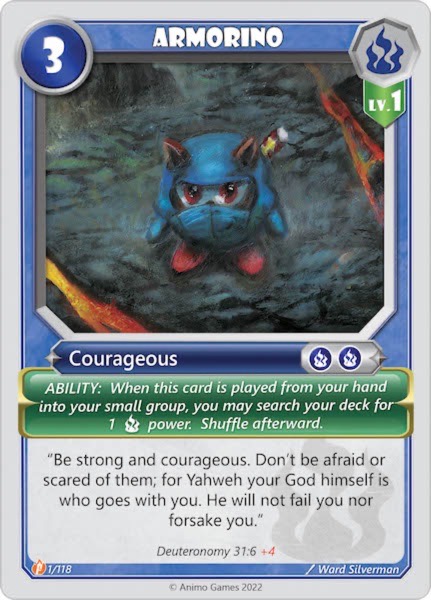 3
ARMORINO
LV.1
Courageous
ABILITY: When this card is played from your hand
into your small group, you may search your deck for
1 power. Shuffle afterward.
“Be strong and courageous. Don’t be afraid or
scared of them; for Yahweh your God himself is
who goes with you. He will not fail you nor
forsake you.“
Deuteronomy 31:6 +4
1/118
Ward Silverman
© Animo Games 2022